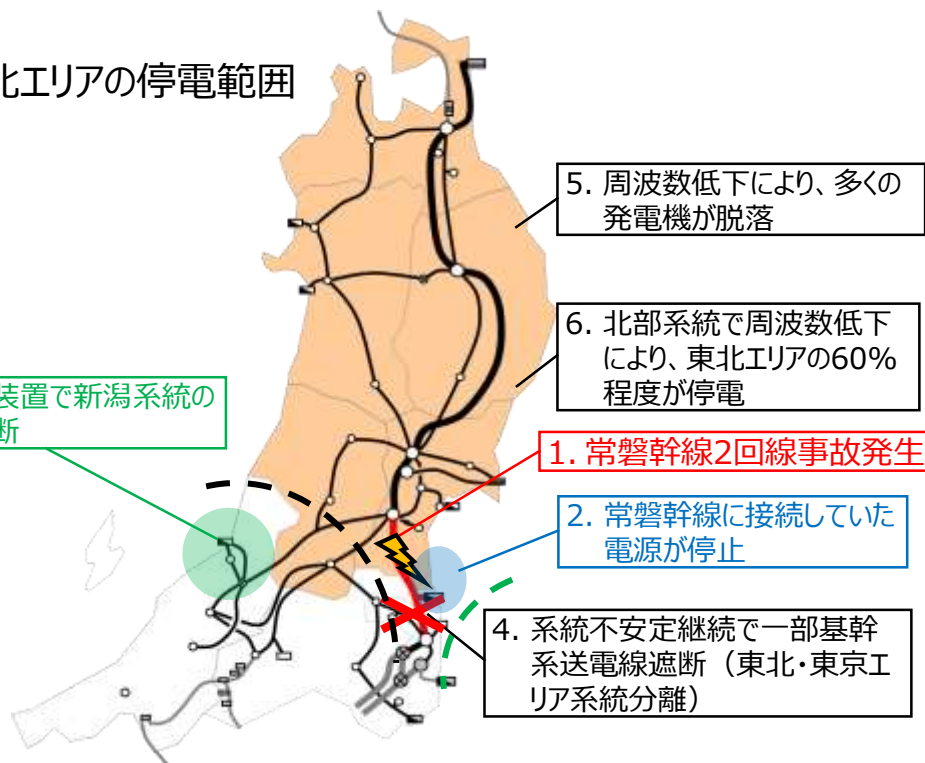 北エリアの停電範囲
5. 周波数低下により、多くの
発電機が脱落
6. 北部系統で周波数低下
により、東北エリアの60%
程度が停電
装置で新潟系統の
断
1. 常磐幹線2回線事故発生
2. 常磐幹線に接続していた
電源が停止
4. 系統不安定継続で一部基幹
系送電線遮断（東北・東京エ
リア系統分離）